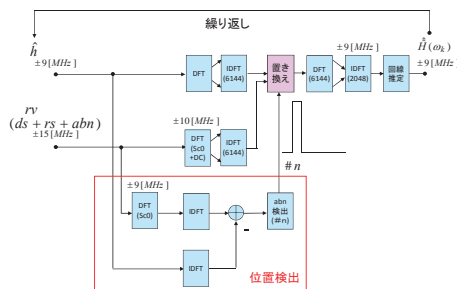 繰り返し
ĥ
Ĥ(ω_k)
±9[MHz]
±9[MHz]
±9[MHz]
DFT
IDFT
(6144)
置き
換え
DFT
(6144)
IDFT
(2048)
回線
推定
rv
(ds + rs + abn)
±15[MHz]
±10[MHz]
DFT
(Sc0
+DC)
IDFT
(6144)
# n
±9[MHz]
DFT
(Sc0)
IDFT
-
abn
検出
(#n)
IDFT
位置検出